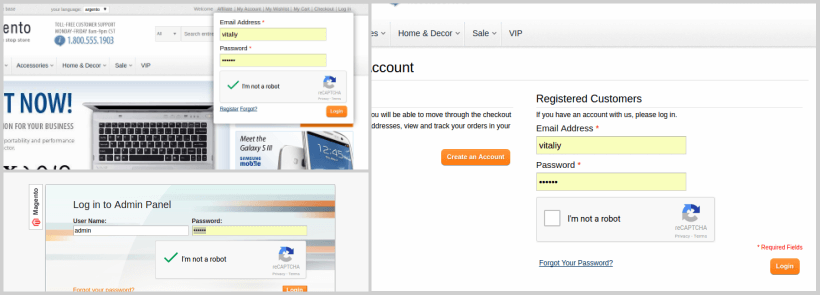 your language: argento
Welcome Affiliate | My Account | My Wishlist | My Cart | Checkout | Log In
ento
stop store
TOLL-FREE CUSTOMER SUPPORT
MONDAY-FRIDAY 8am-9pm CST
1.800.555.1903
All
Search entire
Accessories
Home & Decor
Sale
VIP
Email Address *
vitaliy
Password *
••••••
I'm not a robot
reCAPTCHA
Privacy - Terms
Register Forgot?
Login
T NOW!
ION FOR YOUR BUSINESS
portability and performance
Meet the
Galaxy S III
SAMSUNG
mobile
Magento
Log in to Admin Panel
User Name:
Password:
admin
••••••
I'm not a robot
reCAPTCHA
Privacy - Terms
Forgot your password?
Login
Home & Decor
Sale
VIP
ccount
ou will be able to move through the checkout
ddresses, view and track your orders in your
Create an Account
Registered Customers
If you have an account with us, please log in.
Email Address *
vitaliy
Password *
••••••
I'm not a robot
reCAPTCHA
Privacy - Terms
* Required Fields
Forgot Your Password?
Login